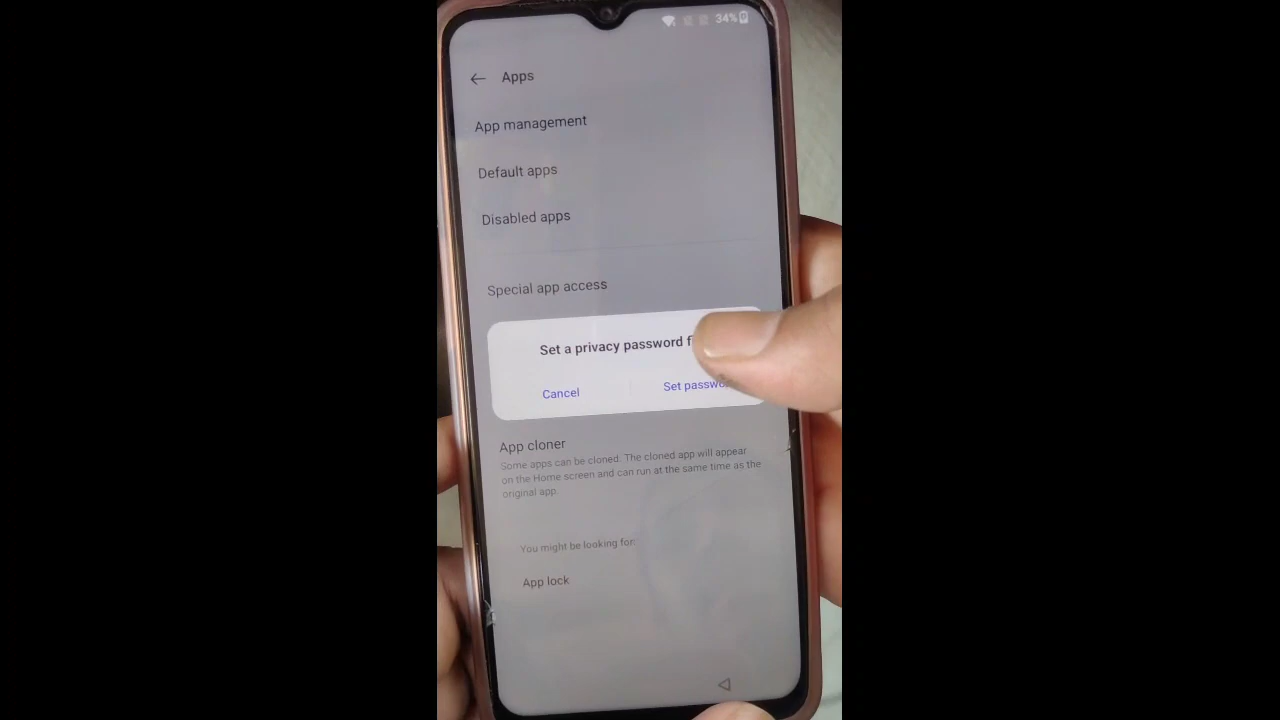 34%
Apps
App management
Default apps
Disabled apps
Special app access
Set a privacy password
Cancel
Set
App cloner
Some apps can be cloned. The cloned app will appear
on the Home screen and can run at the same time as the
original app.
You might be looking for:
App lock